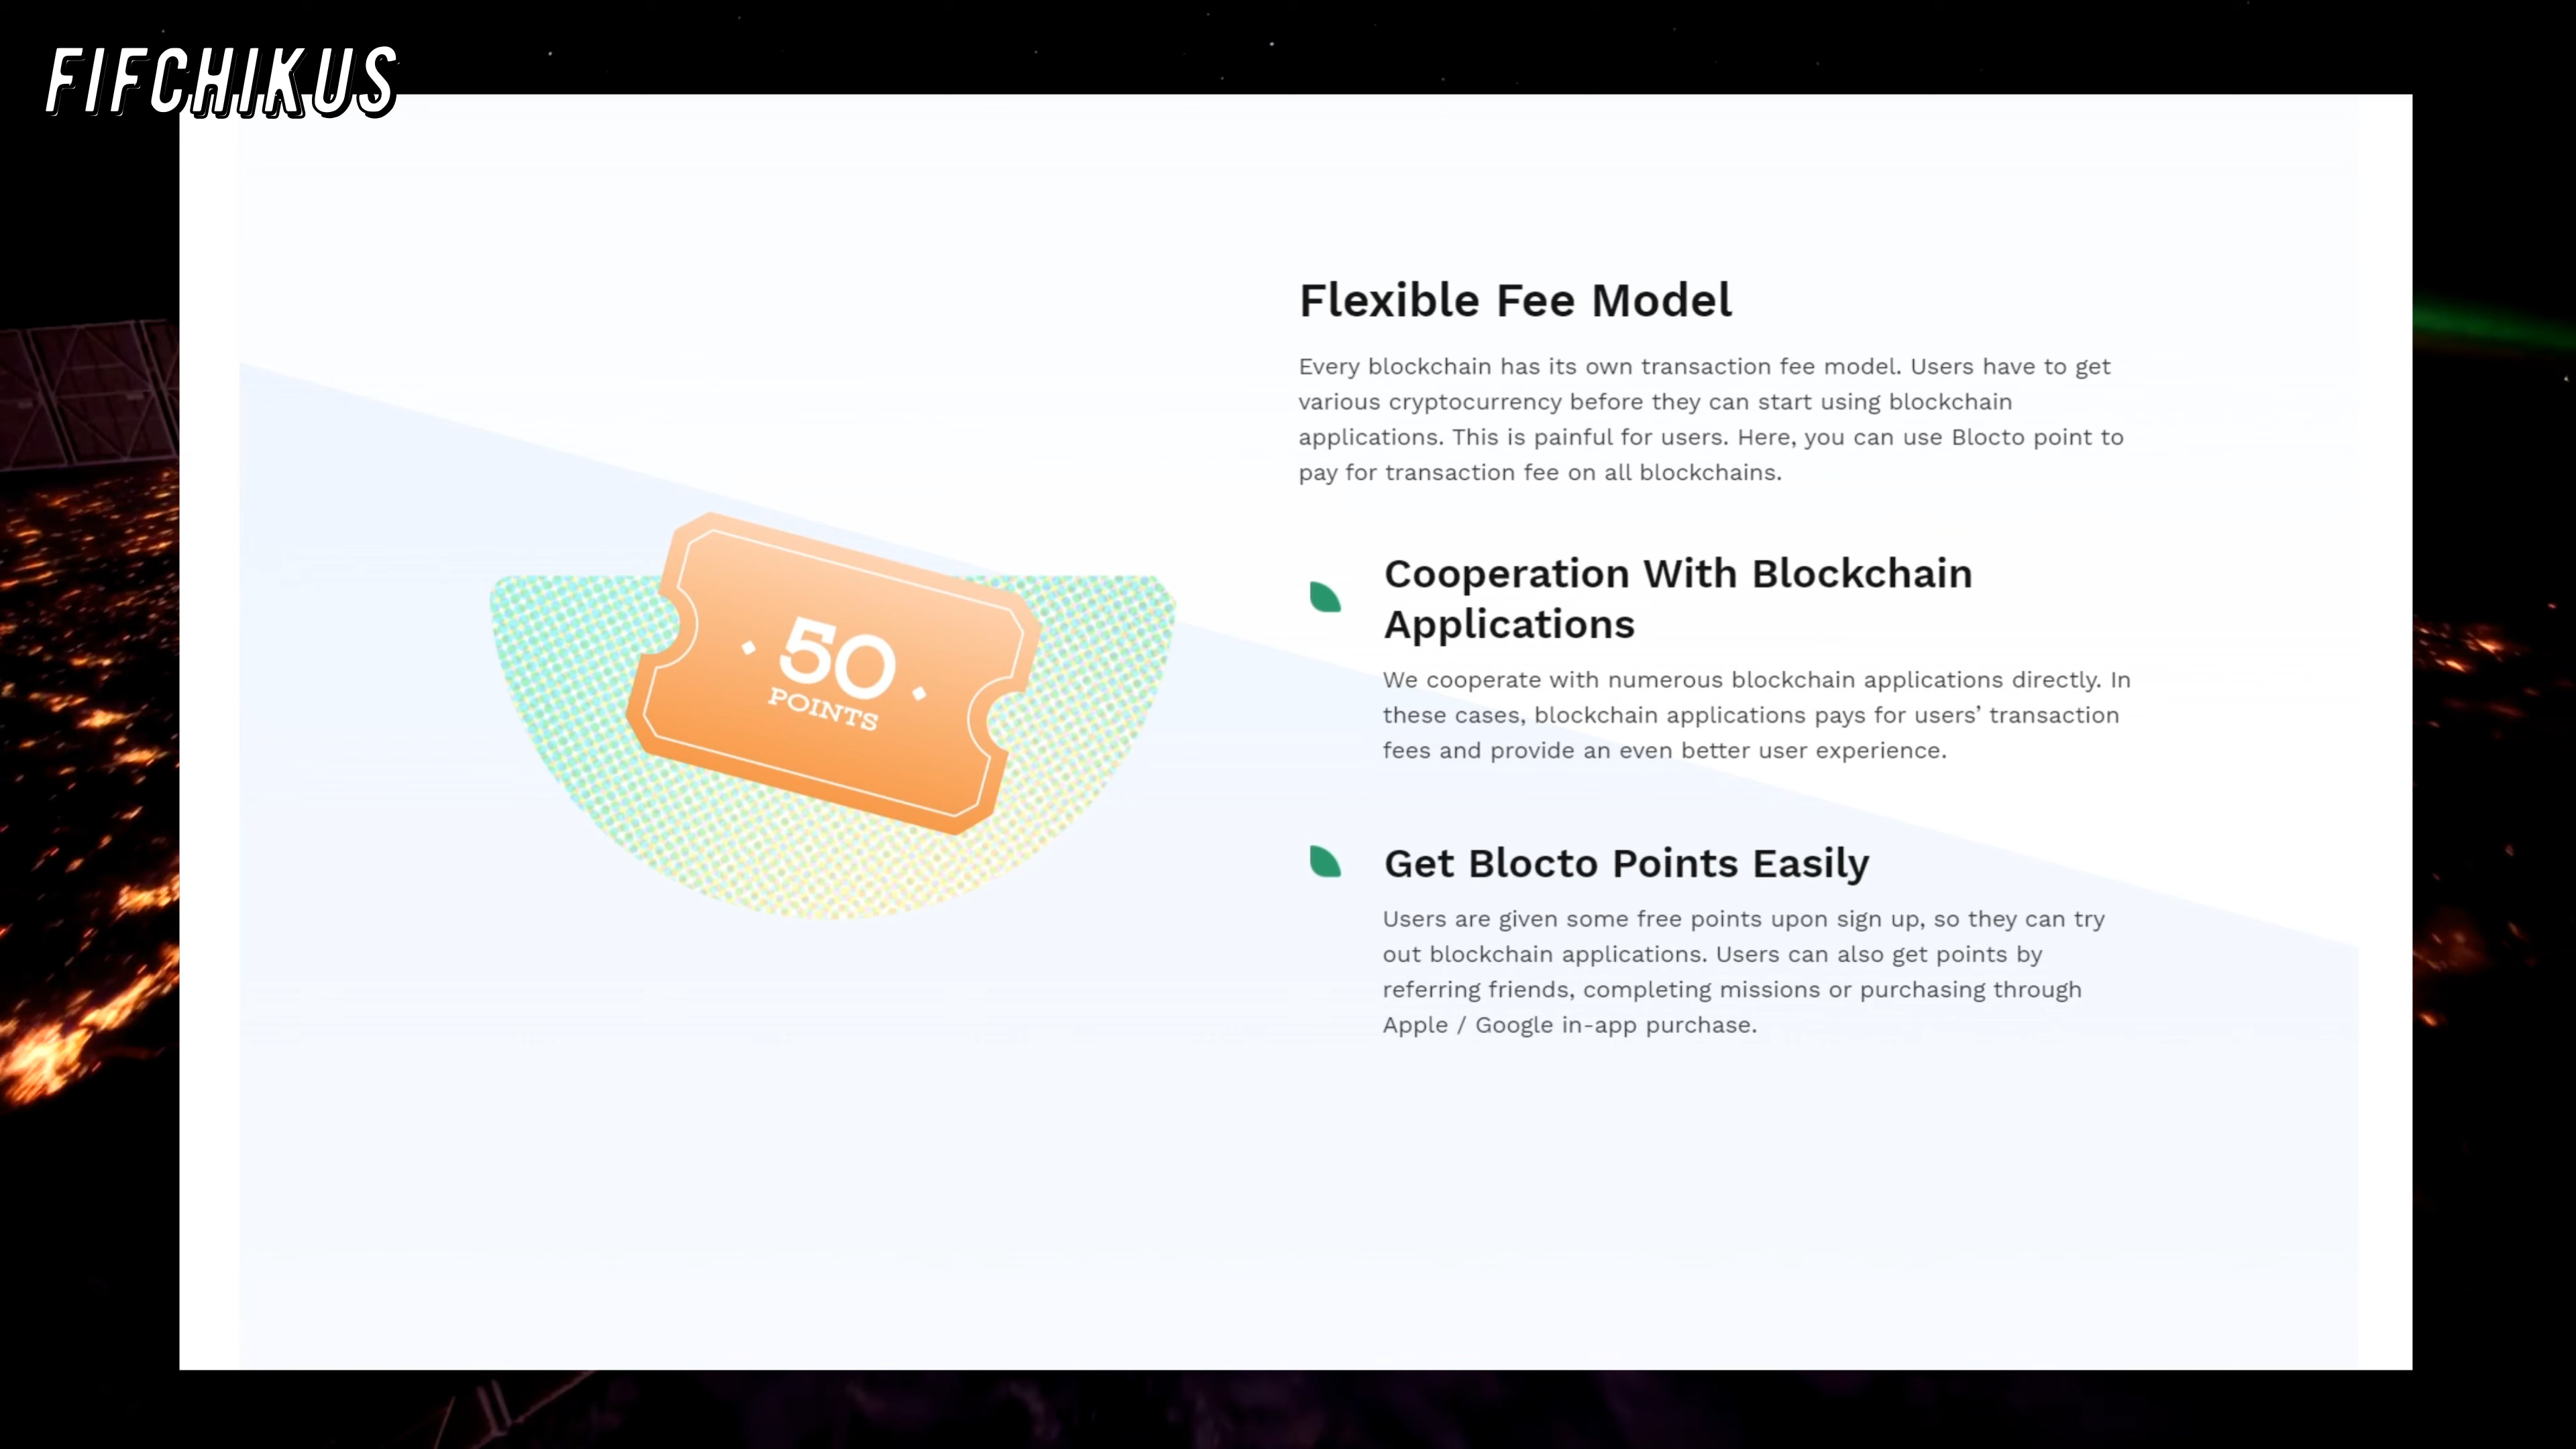 FIFCHIKUS
Flexible Fee Model
Every blockchain has its own transaction fee model. Users have to get
various cryptocurrency before they can start using blockchain
applications. This is painful for users. Here, you can use Blocto point to
pay for transaction fee on all blockchains.
50
POINTS
Cooperation With Blockchain
Applications
We cooperate with numerous blockchain applications directly. In
these cases, blockchain applications pays for users’ transaction
fees and provide an even better user experience.
Get Blocto Points Easily
Users are given some free points upon sign up, so they can try
out blockchain applications. Users can also get points by
referring friends, completing missions or purchasing through
Apple / Google in-app purchase.